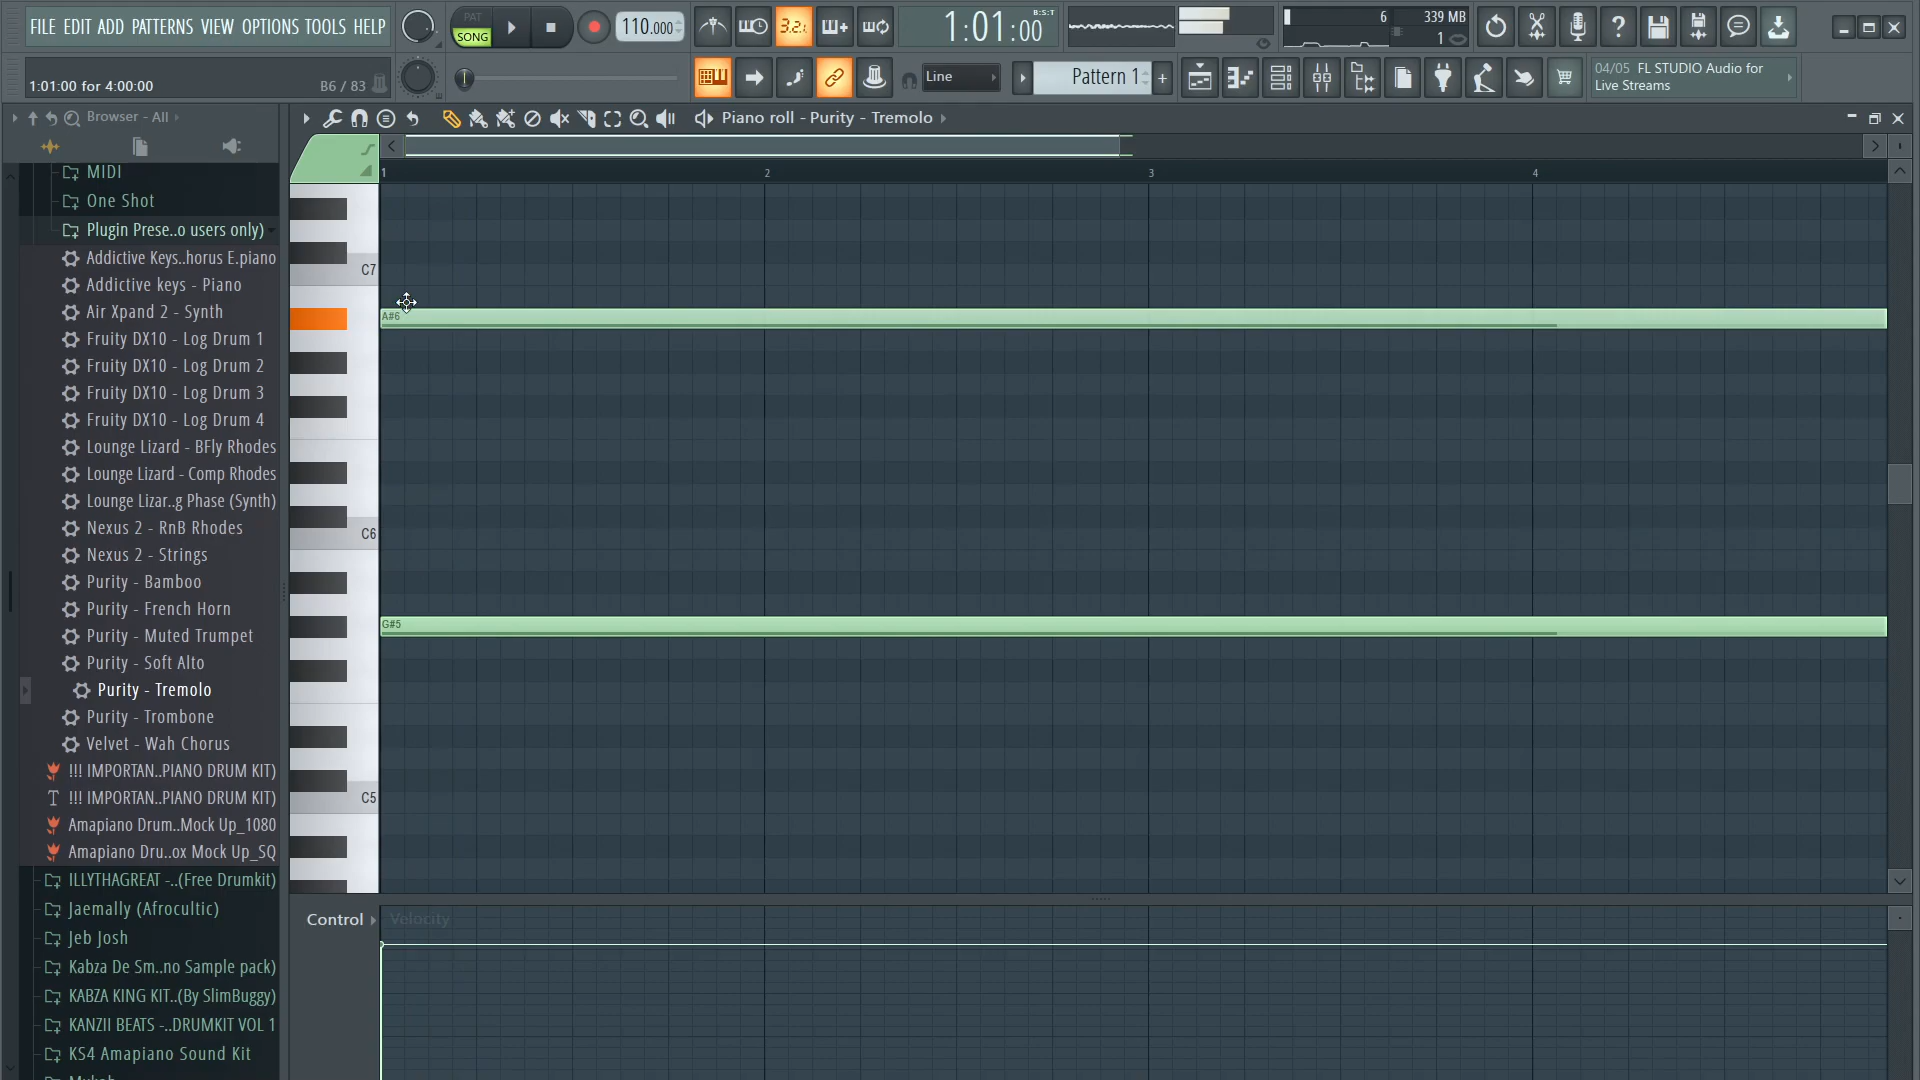 FILE EDIT ADD PATTERNS VIEW OPTIONS TOOLS HELP
PAT
SONG
110.000
3.2.
1:01:00
B:S:T
6
339 MB
1
1:01:00 for 4:00:00
B6 / 83
Line
Pattern 1
+
04/05 FL STUDIO Audio for
Live Streams
Browser - All
Piano roll - Purity - Tremolo
MIDI
One Shot
Plugin Prese..o users only)
Addictive Keys..horus E.piano
Addictive keys - Piano
Air Xpand 2 - Synth
Fruity DX10 - Log Drum 1
Fruity DX10 - Log Drum 2
Fruity DX10 - Log Drum 3
Fruity DX10 - Log Drum 4
Lounge Lizard - BFly Rhodes
Lounge Lizard - Comp Rhodes
Lounge Lizar..g Phase (Synth)
Nexus 2 - RnB Rhodes
Nexus 2 - Strings
Purity - Bamboo
Purity - French Horn
Purity - Muted Trumpet
Purity - Soft Alto
Purity - Tremolo
Purity - Trombone
Velvet - Wah Chorus
!!! IMPORTAN..PIANO DRUM KIT)
!!! IMPORTAN..PIANO DRUM KIT)
Amapiano Drum..Mock Up_1080
Amapiano Dru..ox Mock Up_SQ
ILLYTHAGREAT -..(Free Drumkit)
Jaemally (Afrocultic)
Jeb Josh
Kabza De Sm..no Sample pack)
KABZA KING KIT..(By SlimBuggy)
KANZII BEATS -..DRUMKIT VOL 1
KS4 Amapiano Sound Kit
1
2
3
4
C7
A#6
C6
G#5
C5
Control
Velocity